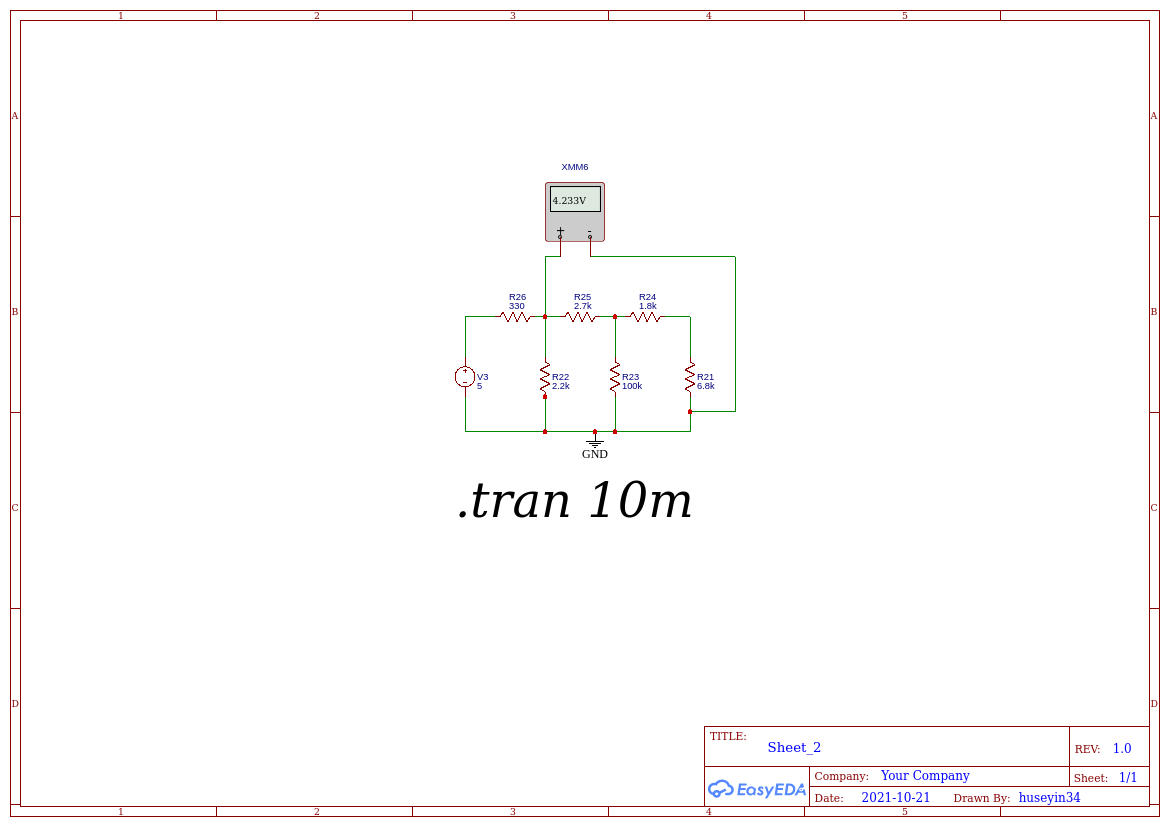 1 2 3 4 5
A A
XMM6
4.233V
+ -
R26 R25 R24
330 2.7k 1.8k
B B
V3 R22 R23 R21
5 2.2k 100k 6.8k
GND
.tran 10m
C C
D D
TITLE:
Sheet_2
REV: 1.0
EasyEDA
Company: Your Company
Sheet: 1/1
Date: 2021-10-21 Drawn By: huseyin34
1 2 3 4 5